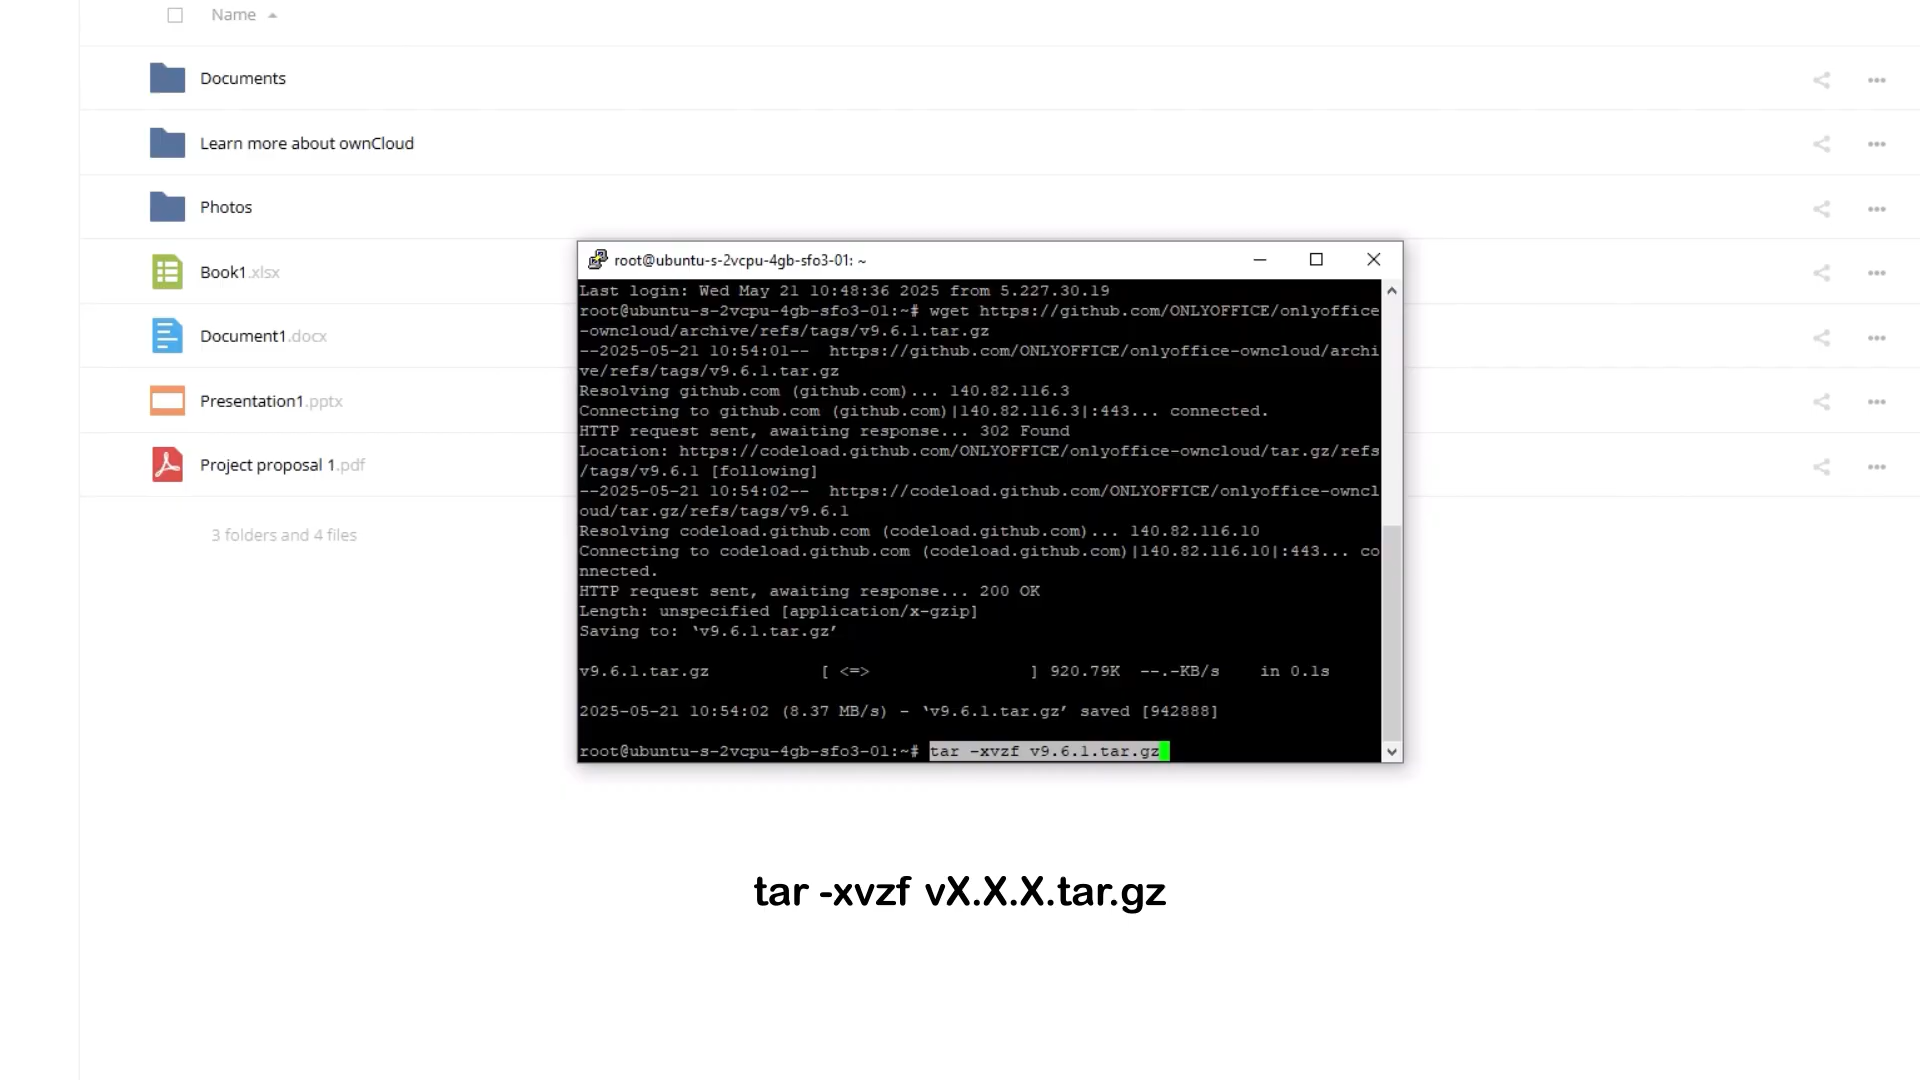 Name
Documents
Learn more about ownCloud
Photos
Book1.xlsx
Document1.docx
Presentation1.pptx
Project proposal 1.pdf
3 folders and 4 files
root@ubuntu-s-2vcpu-4gb-sfo3-01: ~
Last login: Wed May 21 10:48:36 2025 from 5.227.30.19
root@ubuntu-s-2vcpu-4gb-sfo3-01:~# wget https://github.com/ONLYOFFICE/onlyoffice
-owncloud/archive/refs/tags/v9.6.1.tar.gz
--2025-05-21 10:54:01--  https://github.com/ONLYOFFICE/onlyoffice-owncloud/archi
ve/refs/tags/v9.6.1.tar.gz
Resolving github.com (github.com)... 140.82.116.3
Connecting to github.com (github.com)|140.82.116.3|:443... connected.
HTTP request sent, awaiting response... 302 Found
Location: https://codeload.github.com/ONLYOFFICE/onlyoffice-owncloud/tar.gz/refs
/tags/v9.6.1 [following]
--2025-05-21 10:54:02--  https://codeload.github.com/ONLYOFFICE/onlyoffice-owncl
oud/tar.gz/refs/tags/v9.6.1
Resolving codeload.github.com (codeload.github.com)... 140.82.116.10
Connecting to codeload.github.com (codeload.github.com)|140.82.116.10|:443... co
nnected.
HTTP request sent, awaiting response... 200 OK
Length: unspecified [application/x-gzip]
Saving to: ‘v9.6.1.tar.gz’
v9.6.1.tar.gz           [ <=>                ] 920.79K  --.-KB/s    in 0.1s
2025-05-21 10:54:02 (8.37 MB/s) - ‘v9.6.1.tar.gz’ saved [942888]
root@ubuntu-s-2vcpu-4gb-sfo3-01:~# tar -xvzf v9.6.1.tar.gz
tar -xvzf vX.X.X.tar.gz